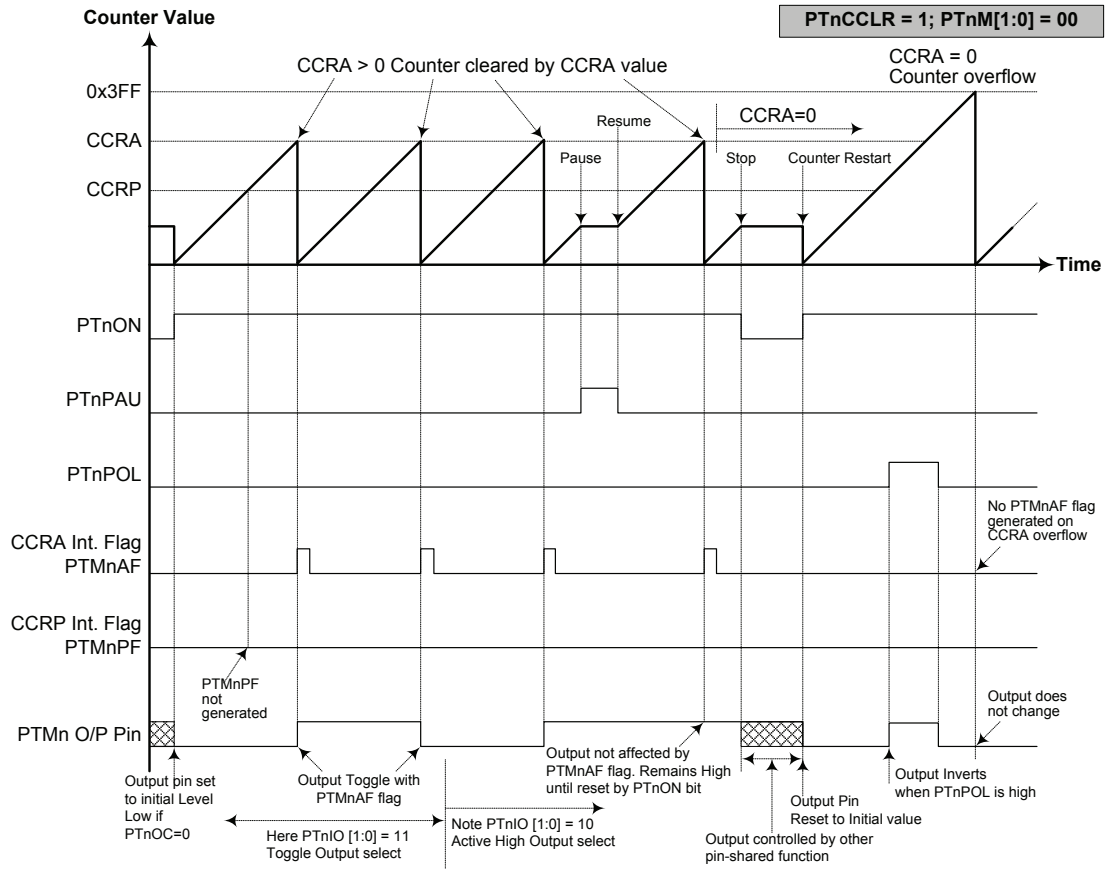 Counter Value
PTnCCLR = 1; PTnM[1:0] = 00
CCRA > 0 Counter cleared by CCRA value
CCRA = 0
Counter overflow
0x3FF
CCRA
CCRP
Resume
CCRA=0
Pause
Stop
Counter Restart
Time
PTnON
PTnPAU
PTnPOL
No PTMnAF flag
generated on
CCRA overflow
CCRA Int. Flag
PTMnAF
CCRP Int. Flag
PTMnPF
PTMnPF
not
generated
Output does
not change
PTMn O/P Pin
Output pin set
to initial Level
Low if
PTnOC=0
Output Toggle with
PTMnAF flag
Output not affected by
PTMnAF flag. Remains High
until reset by PTnON bit
Output Inverts
when PTnPOL is high
Output Pin
Reset to Initial value
Here PTnIO [1:0] = 11
Toggle Output select
Note PTnIO [1:0] = 10
Active High Output select
Output controlled by other
pin-shared function